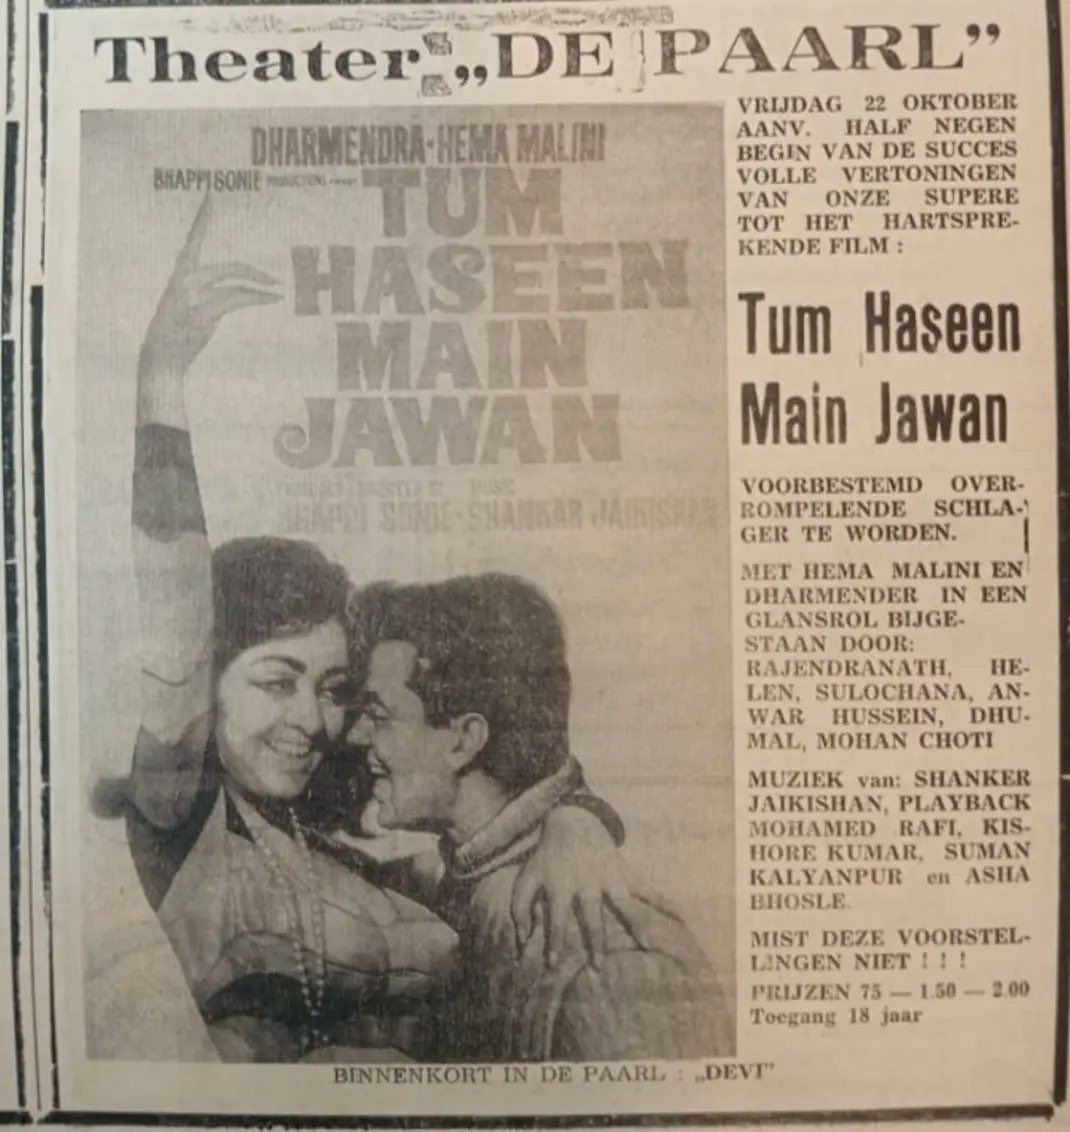 Theater „DE PAARL”
DHARMENDRA·HEMA MALINI
BHAPPI SONIE PRODUCTIONS
TUM
HASEEN
MAIN
JAWAN
BHAPPI SONIE·SHANKAR JAIKISHAN
VRIJDAG 22 OKTOBER
AANV. HALF NEGEN
BEGIN VAN DE SUCCES
VOLLE VERTONINGEN
VAN ONZE SUPERE
TOT HET HARTSPRE-
KENDE FILM :
Tum Haseen
Main Jawan
VOORBESTEMD OVER-
ROMPELENDE SCHLA-
GER TE WORDEN.
MET HEMA MALINI EN
DHARMENDER IN EEN
GLANSROL BIJGE-
STAAN DOOR:
RAJENDRANATH, HE-
LEN, SULOCHANA, AN-
WAR HUSSEIN, DHU-
MAL, MOHAN CHOTI
MUZIEK van: SHANKER
JAIKISHAN, PLAYBACK
MOHAMED RAFI, KIS-
HORE KUMAR, SUMAN
KALYANPUR en ASHA
BHOSLE.
MIST DEZE VOORSTEL-
LINGEN NIET ! ! !
PRIJZEN 75 — 1.50 — 2.00
Toegang 18 jaar
BINNENKORT IN DE PAARL : „DEVI”